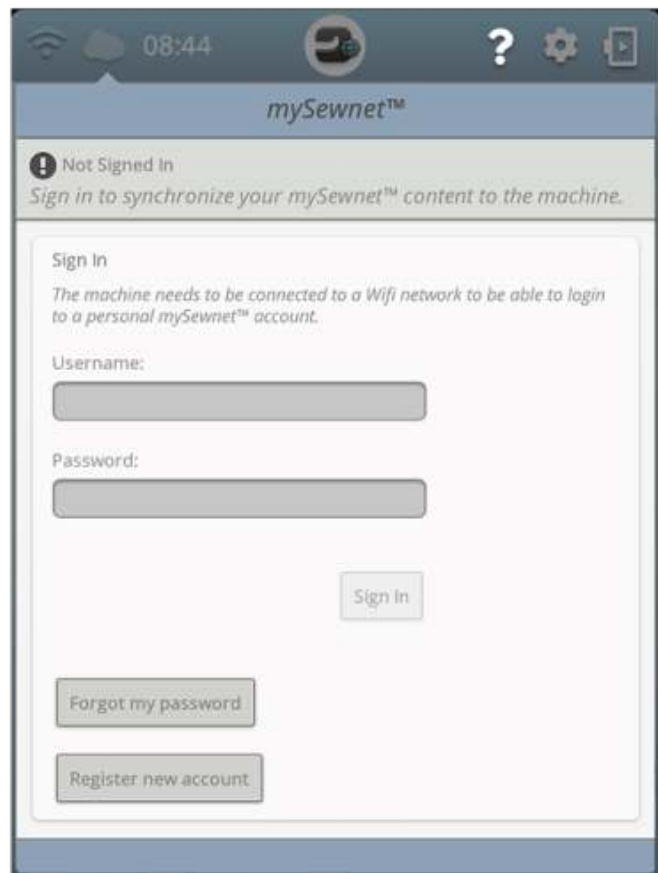 08:44
?
mySewnet™
Not Signed In
Sign in to synchronize your mySewnet™ content to the machine.
Sign In
The machine needs to be connected to a Wifi network to be able to login
to a personal mySewnet™ account.
Username:
Password:
Sign In
Forgot my password
Register new account